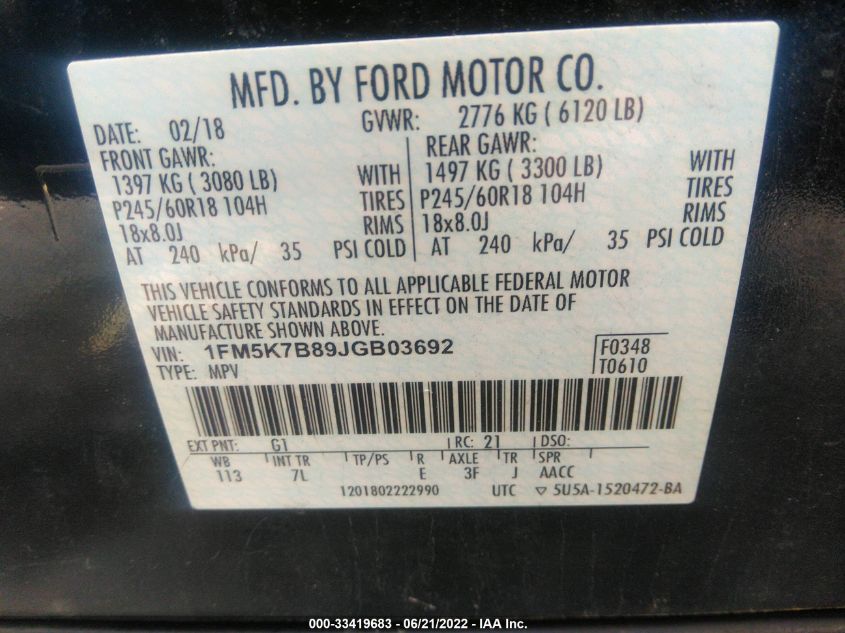 MFD. BY FORD MOTOR CO.
DATE: 02/18 GVWR: 2776 KG ( 6120 LB)
FRONT GAWR: REAR GAWR:
1397 KG ( 3080 LB) WITH 1497 KG ( 3300 LB) WITH
P245/60R18 104H TIRES P245/60R18 104H TIRES
18x8.0J RIMS 18x8.0J RIMS
AT 240 kPa/ 35 PSI COLD AT 240 kPa/ 35 PSI COLD
THIS VEHICLE CONFORMS TO ALL APPLICABLE FEDERAL MOTOR
VEHICLE SAFETY STANDARDS IN EFFECT ON THE DATE OF
MANUFACTURE SHOWN ABOVE.
VIN: 1FM5K7B89JGB03692 F0348
TYPE: MPV T0610
EXT PNT: G1 RC: 21 DSO:
WB INT TR TP/PS R AXLE TR SPR
113 7L E 3F J AACC
1201802222990 UTC ▽ 5U5A-1520472-BA
000-33419683 - 06/21/2022 - IAA Inc.